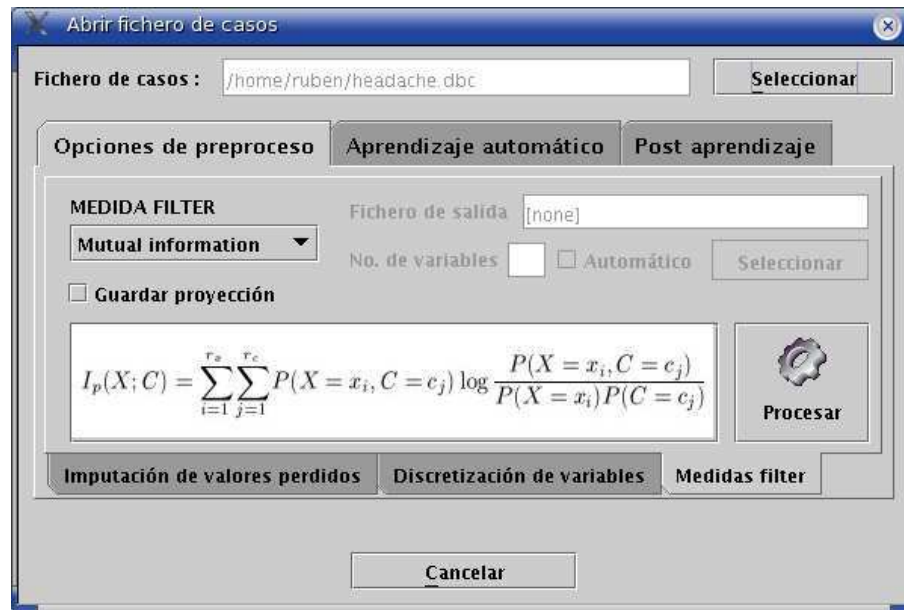 Abrir fichero de casos
Fichero de casos : /home/ruben/headache.dbc Seleccionar
Opciones de preproceso Aprendizaje automático Post aprendizaje
MEDIDA FILTER
Fichero de salida [none]
Mutual information
No. de variables Automático Seleccionar
Guardar proyección
I_p(X; C) = \sum_{i=1}^{r_x} \sum_{j=1}^{r_c} P(X = x_i, C = c_j) \log \frac{P(X = x_i, C = c_j)}{P(X = x_i)P(C = c_j)}
Procesar
Imputación de valores perdidos Discretización de variables Medidas filter
Cancelar